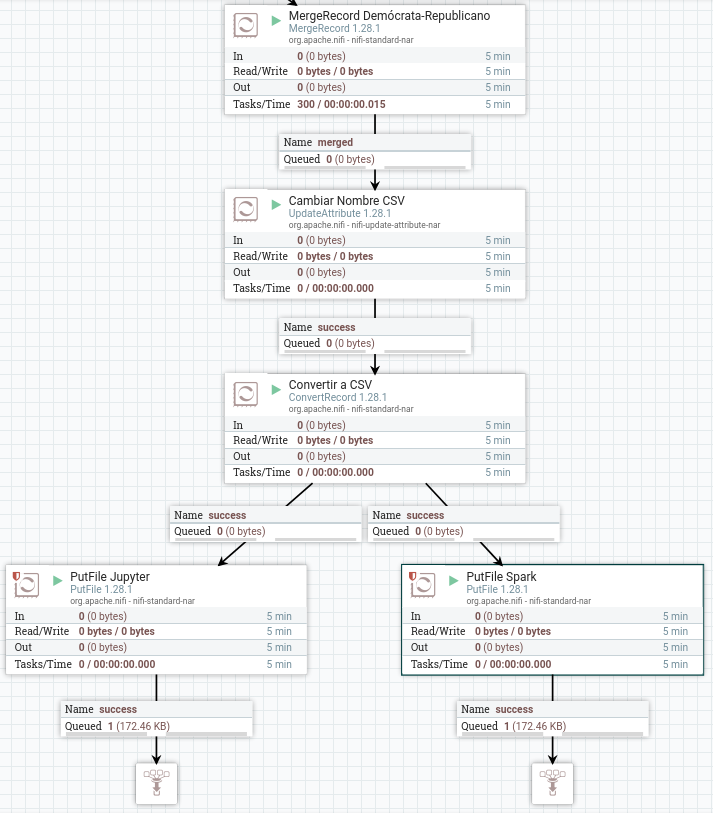 MergeRecord Demócrata-Republicano
MergeRecord 1.28.1
org.apache.nifi - nifi-standard-nar
In 0 (0 bytes) 5 min
Read/Write 0 bytes / 0 bytes 5 min
Out 0 (0 bytes) 5 min
Tasks/Time 300 / 00:00:00.015 5 min
Name merged
Queued 0 (0 bytes)
Cambiar Nombre CSV
UpdateAttribute 1.28.1
org.apache.nifi - nifi-update-attribute-nar
In 0 (0 bytes) 5 min
Read/Write 0 bytes / 0 bytes 5 min
Out 0 (0 bytes) 5 min
Tasks/Time 0 / 00:00:00.000 5 min
Name success
Queued 0 (0 bytes)
Convertir a CSV
ConvertRecord 1.28.1
org.apache.nifi - nifi-standard-nar
In 0 (0 bytes) 5 min
Read/Write 0 bytes / 0 bytes 5 min
Out 0 (0 bytes) 5 min
Tasks/Time 0 / 00:00:00.000 5 min
Name success
Queued 0 (0 bytes)
Name success
Queued 0 (0 bytes)
PutFile Jupyter
PutFile 1.28.1
org.apache.nifi - nifi-standard-nar
In 0 (0 bytes) 5 min
Read/Write 0 bytes / 0 bytes 5 min
Out 0 (0 bytes) 5 min
Tasks/Time 0 / 00:00:00.000 5 min
PutFile Spark
PutFile 1.28.1
org.apache.nifi - nifi-standard-nar
In 0 (0 bytes) 5 min
Read/Write 0 bytes / 0 bytes 5 min
Out 0 (0 bytes) 5 min
Tasks/Time 0 / 00:00:00.000 5 min
Name success
Queued 1 (172.46 KB)
Name success
Queued 1 (172.46 KB)